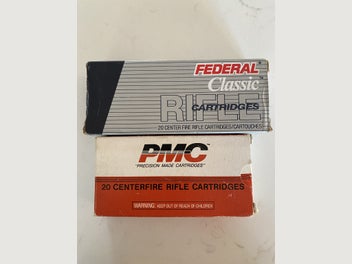 FEDERAL
Classic
RIFLE
CARTRIDGES
20 CENTER FIRE RIFLE CARTRIDGES/CARTOUCHES
PMC
"PRECISION MADE CARTRIDGES"
20 CENTERFIRE RIFLE CARTRIDGES
WARNING: KEEP OUT OF REACH OF CHILDREN